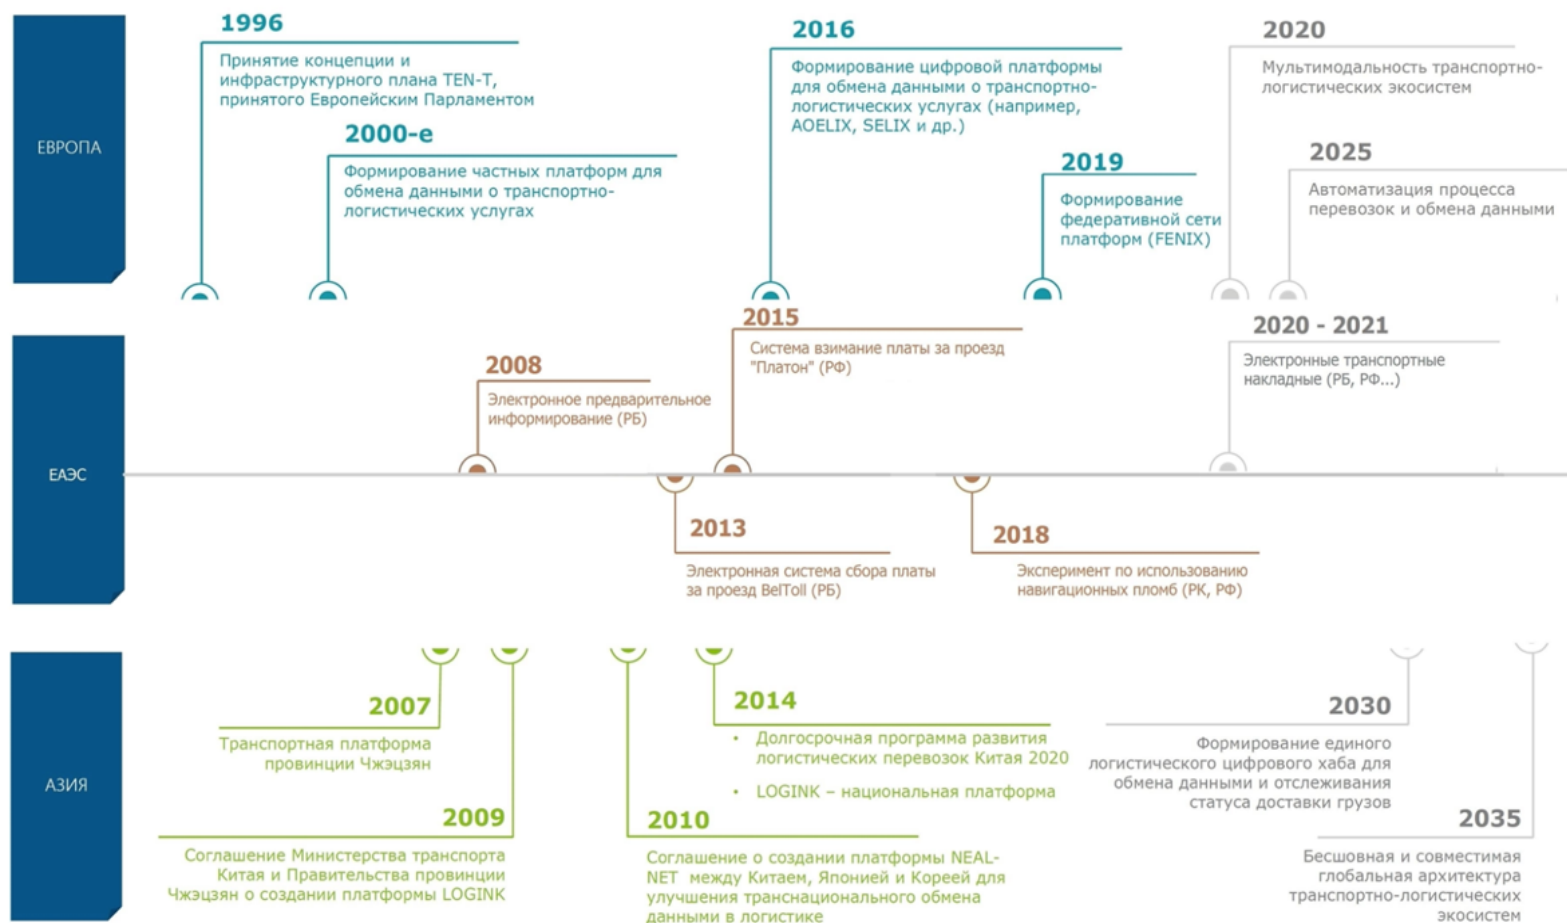 ЕВРОПА
1996
Принятие концепции и
инфраструктурного плана TEN-T,
принятого Европейским Парламентом
2000-е
Формирование частных платформ для
обмена данными о транспортно-
логистических услугах
2016
Формирование цифровой платформы
для обмена данными о транспортно-
логистических услугах (например,
AOELIX, SELIX и др.)
2019
Формирование
федеративной сети
платформ (FENIX)
2020
Мультимодальность транспортно-
логистических экосистем
2025
Автоматизация процесса
перевозок и обмена данными
ЕАЭС
2008
Электронное предварительное
информирование (РБ)
2015
Система взимание платы за проезд
"Платон" (РФ)
2020 - 2021
Электронные транспортные
накладные (РБ, РФ...)
2013
Электронная система сбора платы
за проезд BelToll (РБ)
2018
Эксперимент по использованию
навигационных пломб (РК, РФ)
АЗИЯ
2007
Транспортная платформа
провинции Чжэцзян
2009
Соглашение Министерства транспорта
Китая и Правительства провинции
Чжэцзян о создании платформы LOGINK
2010
Соглашение о создании платформы NEAL-
NET между Китаем, Японией и Кореей для
улучшения транснационального обмена
данными в логистике
2014
• Долгосрочная программа развития
логистических перевозок Китая 2020
• LOGINK – национальная платформа
2030
Формирование единого
логистического цифрового хаба для
обмена данными и отслеживания
статуса доставки грузов
2035
Бесшовная и совместимая
глобальная архитектура
транспортно-логистических
экосистем